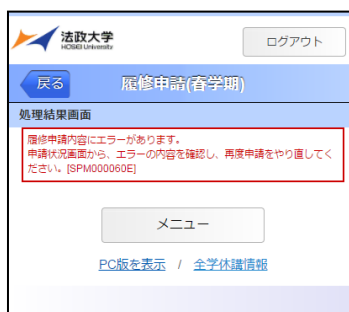 法政大学
HOSEI University
ログアウト
戻る
履修申請(春学期)
処理結果画面
履修申請内容にエラーがあります。
申請状況画面から、エラーの内容を確認し、再度申請をやり直してく
ださい。[SPM000060E]
メニュー
PC版を表示 / 全学休講情報